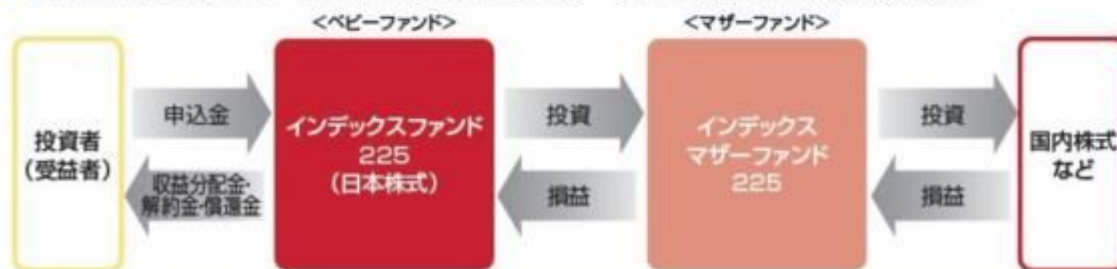 <ベビーファンド>
<マザーファンド>
投資者
(受益者)
申込金
収益分配金・
解約金・償還金
インデックスファンド
225
(日本株式)
投資
損益
インデックス
マザーファンド
225
投資
損益
国内株式
など